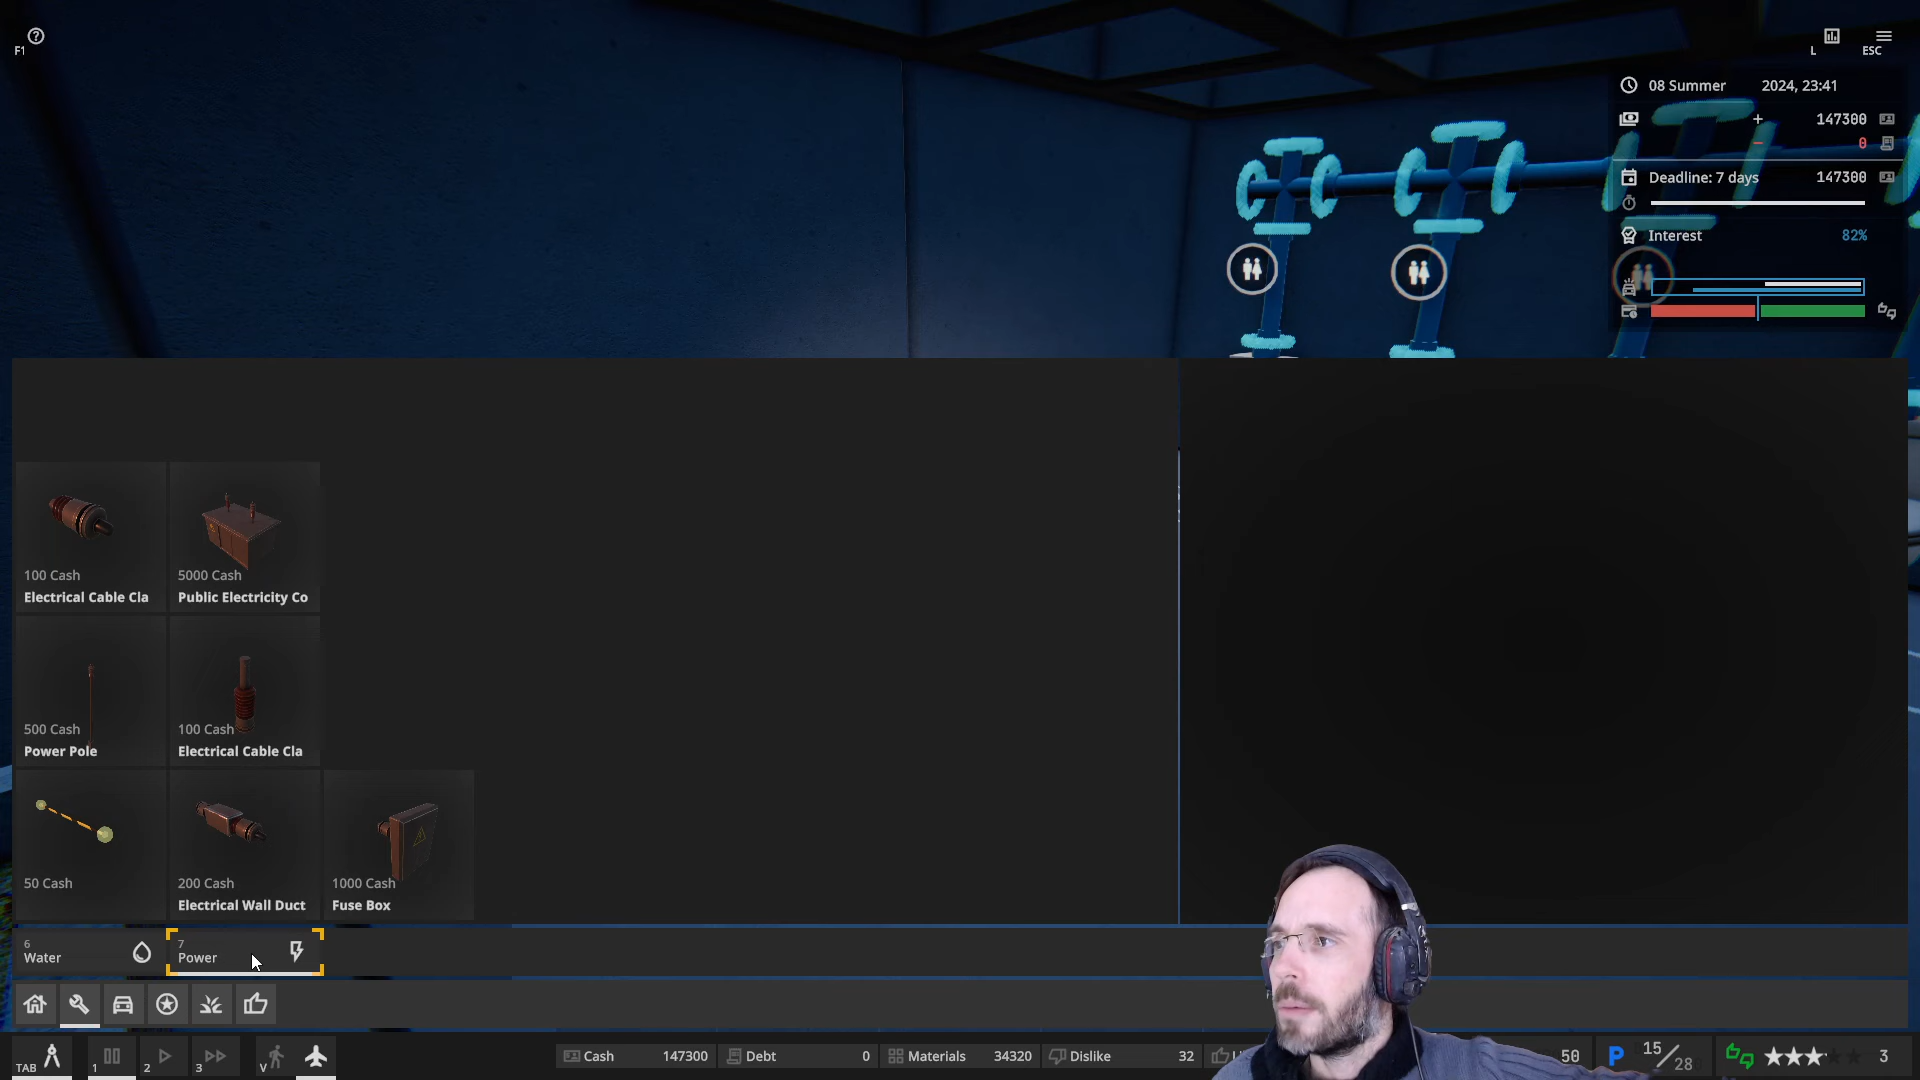 F1
L
ESC
08 Summer 2024, 23:41
+ 147300
- 0
Deadline: 7 days 147300
Interest 82%
100 Cash
Electrical Cable Cla
5000 Cash
Public Electricity Co
500 Cash
Power Pole
100 Cash
Electrical Cable Cla
50 Cash
200 Cash
Electrical Wall Duct
1000 Cash
Fuse Box
6
Water
7
Power
TAB
1
2
3
V
Cash 147300
Debt 0
Materials 34320
Dislike 32
50
P 15/28
3